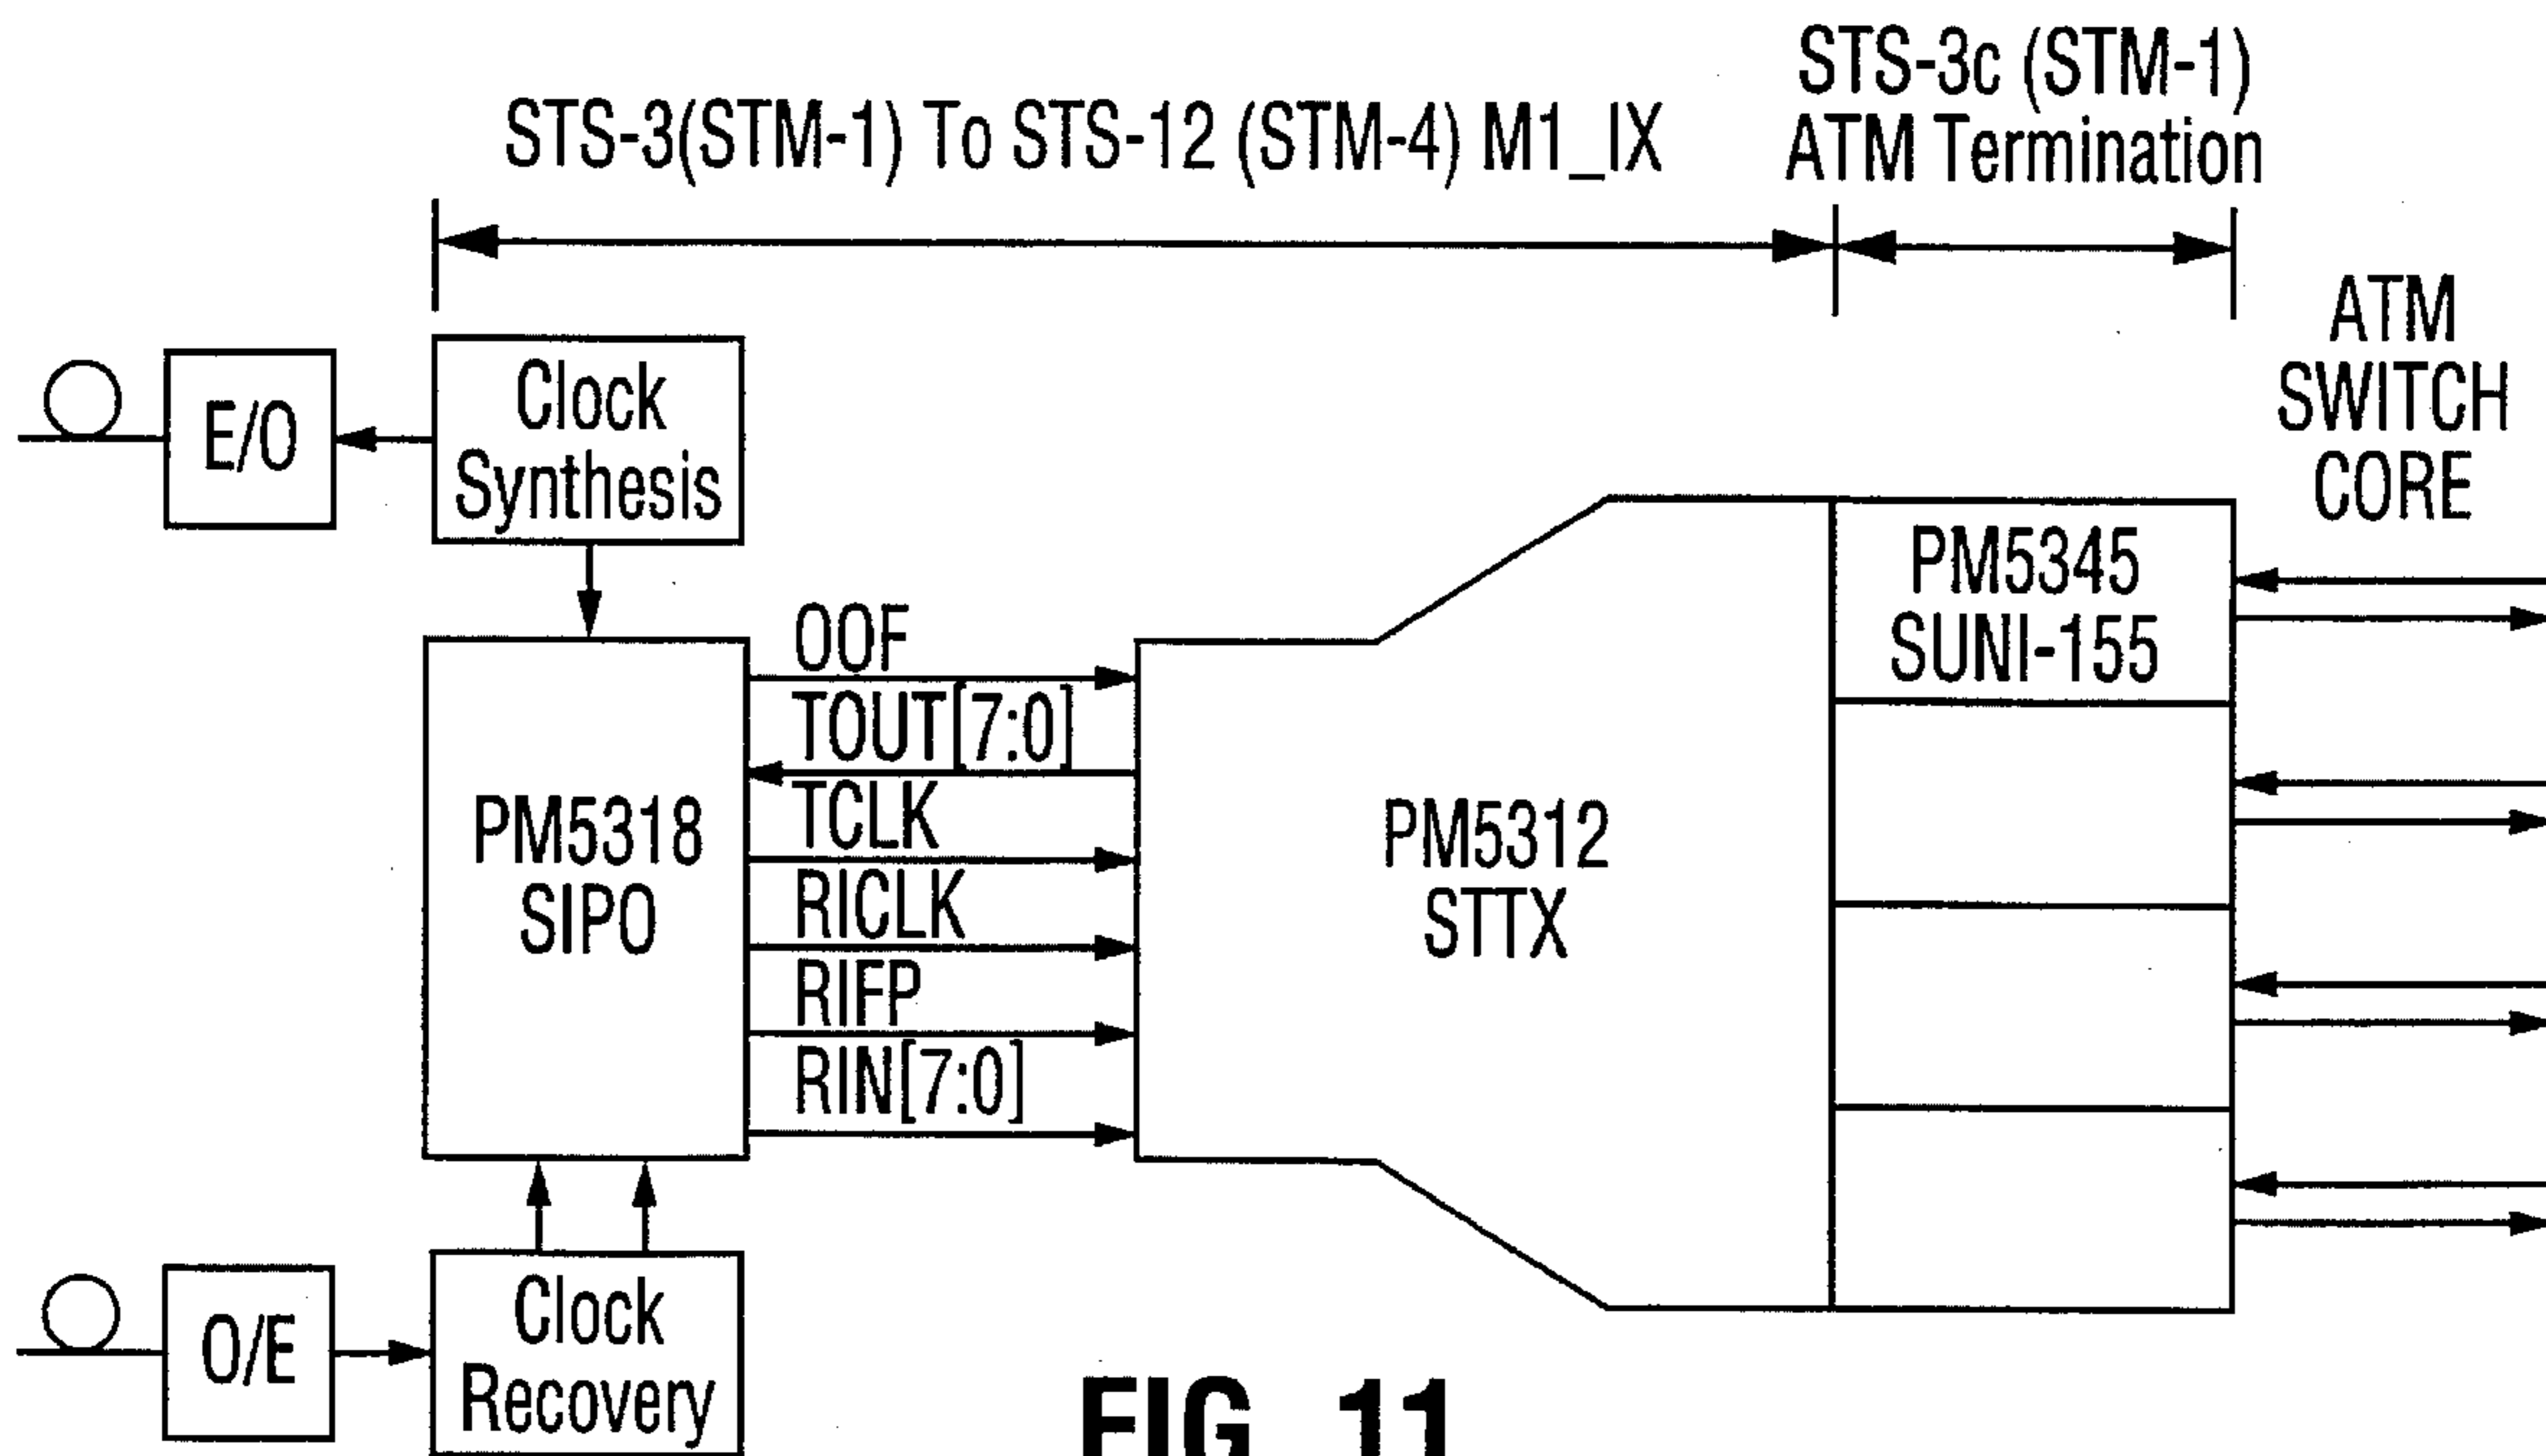 STS-3c (STM-1)
ATM Termination
STS-3(STM-1) To STS-12 (STM-4) M1_IX
ATM
SWITCH
CORE
E/O
Clock
Synthesis
PM5318
SIPO
OOF
TOUT[7:0]
TCLK
RICLK
RIFP
RIN[7:0]
PM5312
STTX
PM5345
SUNI-155
O/E
Clock
Recovery
FIG. 11